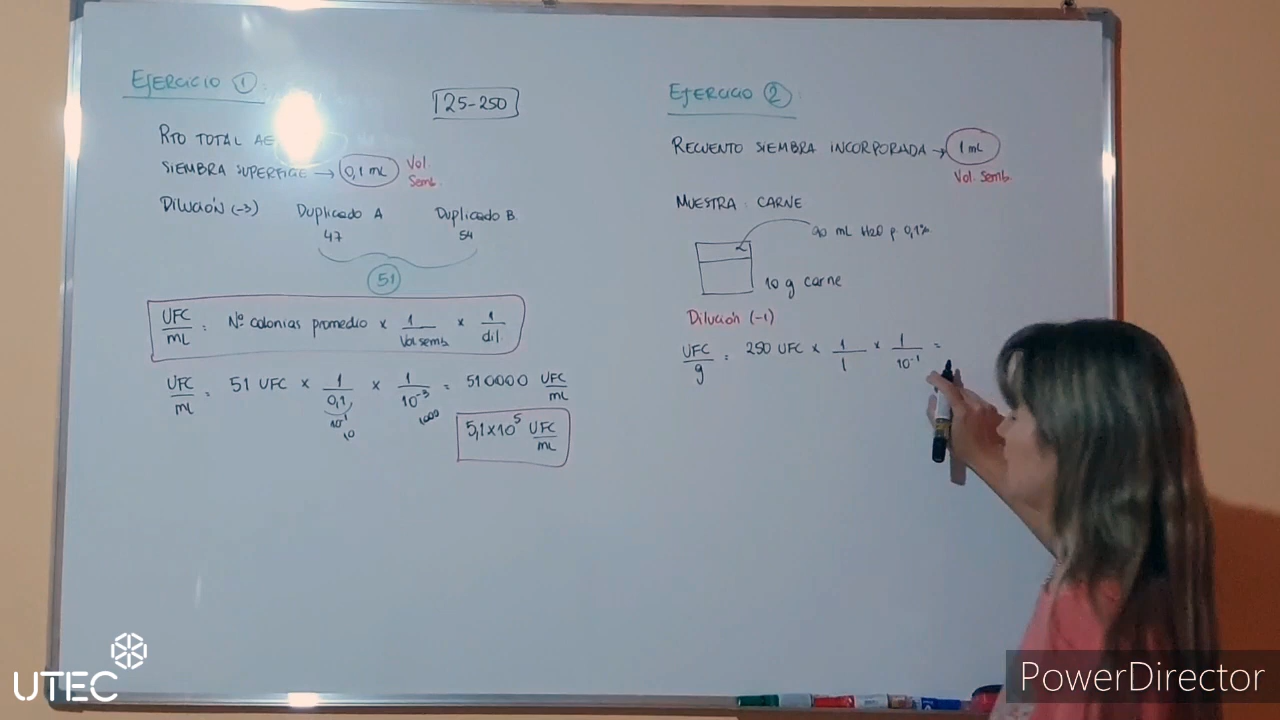 EJERCICIO 1
25-250
RTO TOTAL AE
SIEMBRA SUPERFICIE → 0,1 mL Vol. Semb.
Dilución (-3) Duplicado A Duplicado B.
47 54
51
UFC/mL = Nº colonias promedio x 1/Vol semb. x 1/dil.
UFC/mL = 51 UFC x 1/0,1 x 1/10⁻³ = 510000 UFC/mL
10⁻¹ 1000
10
5,1x10⁵ UFC/mL
EJERCICIO 2
RECUENTO SIEMBRA INCORPORADA → 1 mL
Vol. Semb.
MUESTRA : CARNE
90 mL H2O p 0,1%
10 g carne
Dilución (-1)
UFC/g = 250 UFC x 1/1 x 1/10⁻¹ =
UTEC
PowerDirector